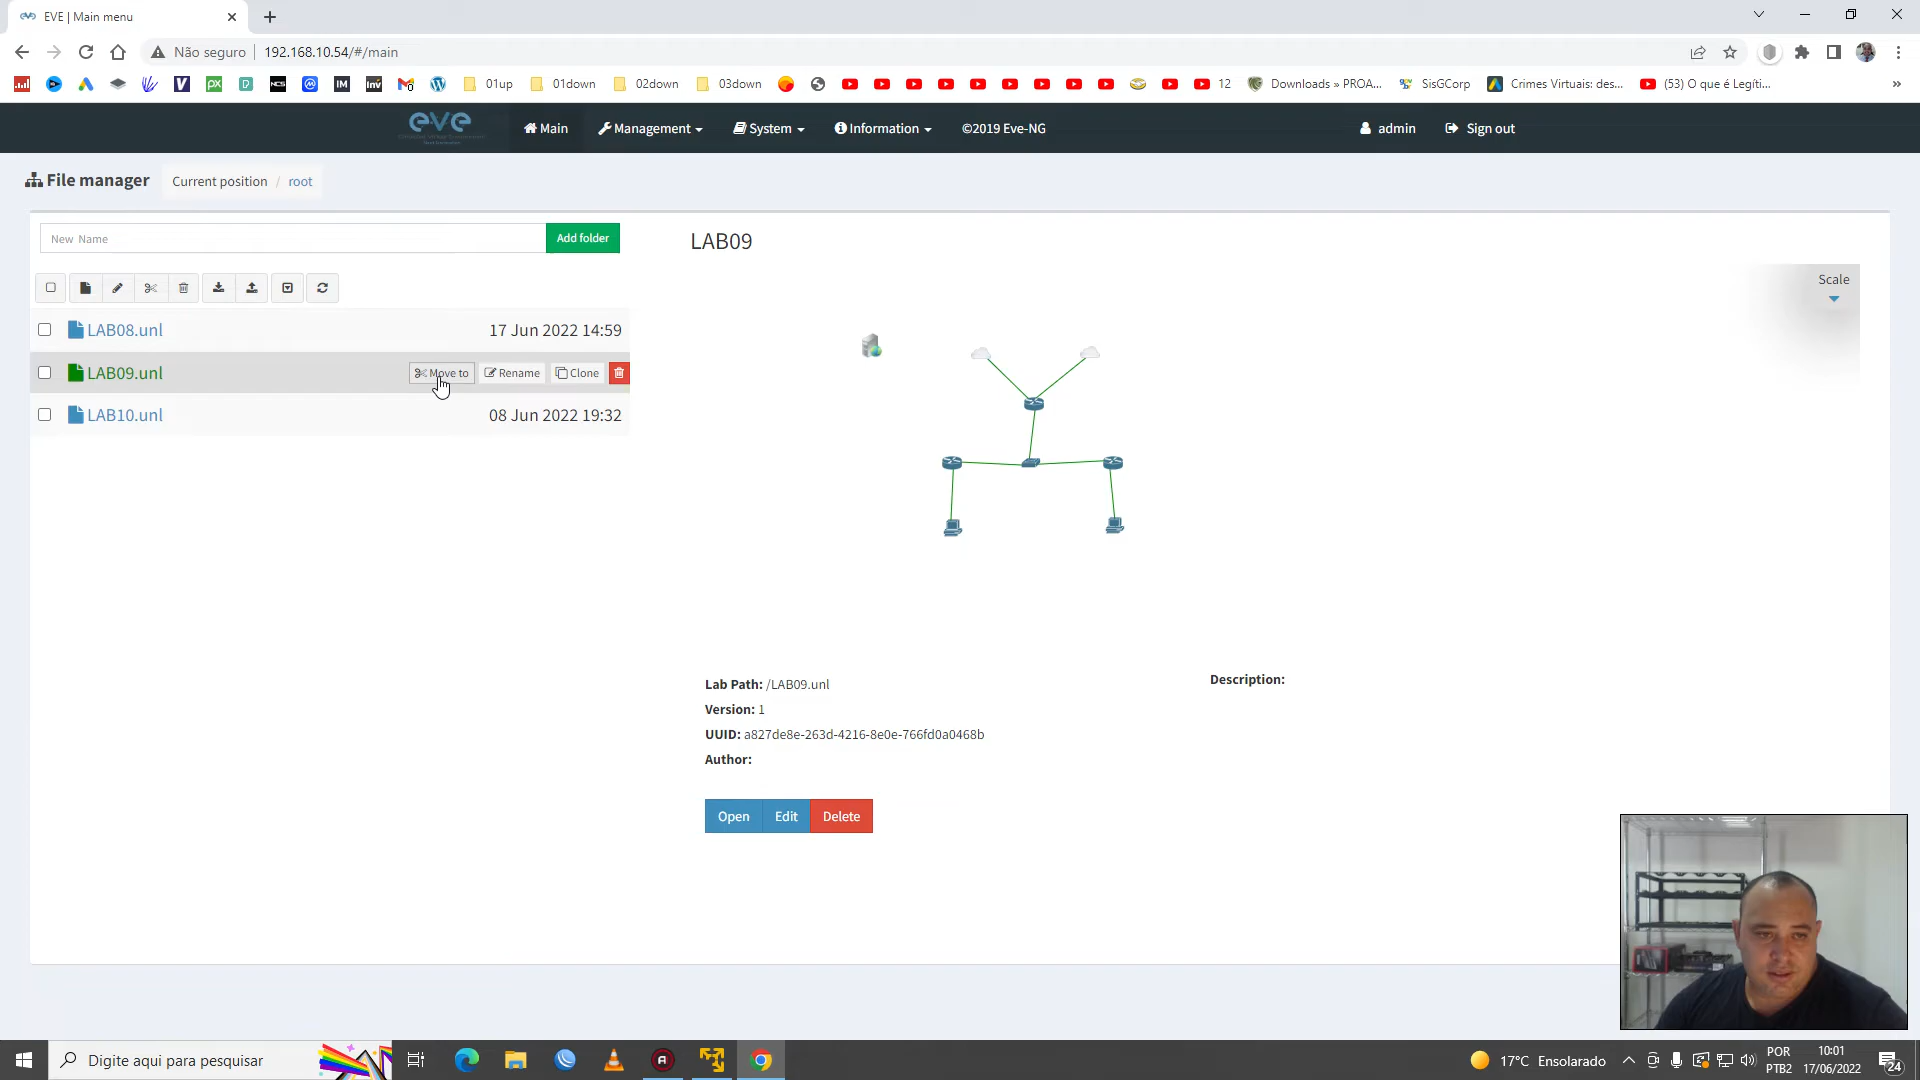 EVE | Main menu
Não seguro
192.168.10.54/#/main
01up
01down
02down
03down
12
Downloads » PROA...
SisGCorp
Crimes Virtuais: des...
(53) O que é Legíti...
»
eve
Main
Management
System
Information
©2019 Eve-NG
admin
Sign out
File manager
Current position / root
New Name
Add folder
LAB09
Scale
LAB08.unl
17 Jun 2022 14:59
LAB09.unl
Move to
Rename
Clone
LAB10.unl
08 Jun 2022 19:32
Lab Path: /LAB09.unl
Version: 1
UUID: a827de8e-263d-4216-8e0e-766fd0a0468b
Author:
Description:
Open
Edit
Delete
Digite aqui para pesquisar
17°C Ensolarado
POR
PTB2
10:01
17/06/2022
24